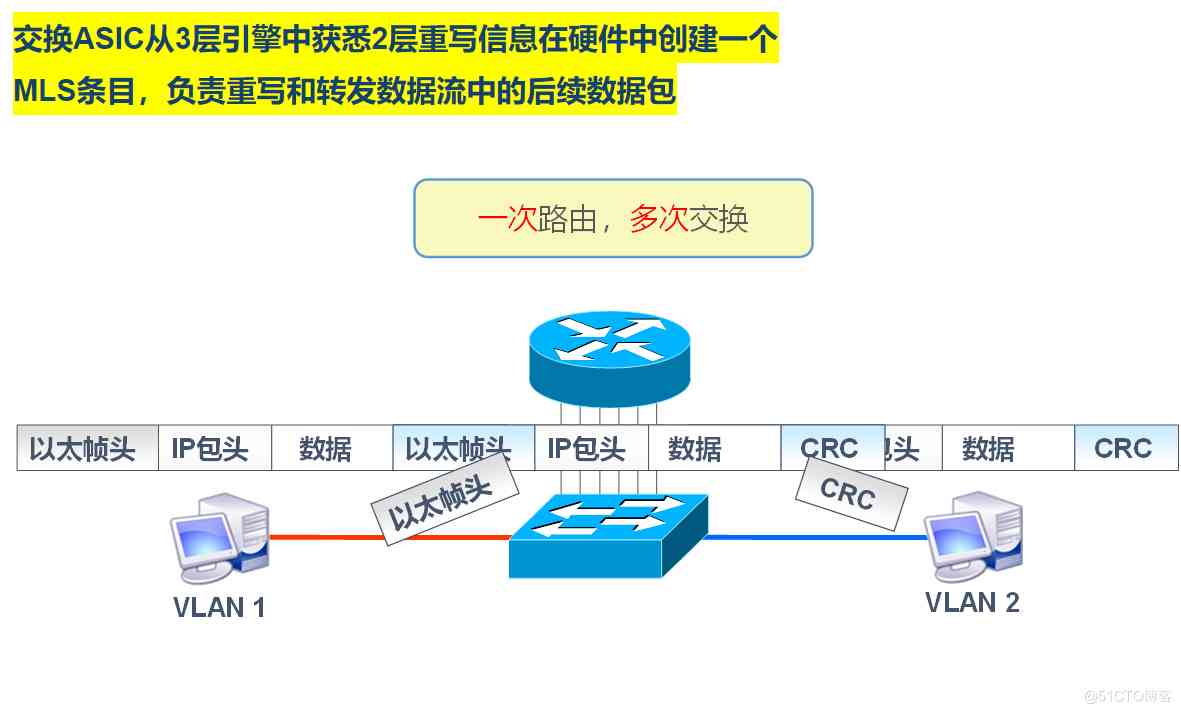 交换ASIC从3层引擎中获悉2层重写信息在硬件中创建一个
MLS条目，负责重写和转发数据流中的后续数据包
一次路由，多次交换
以太帧头 IP包头 数据 以太帧头 IP包头 数据 CRC 包头 数据 CRC
以太帧头
CRC
VLAN 1
VLAN 2
@51CTO博客